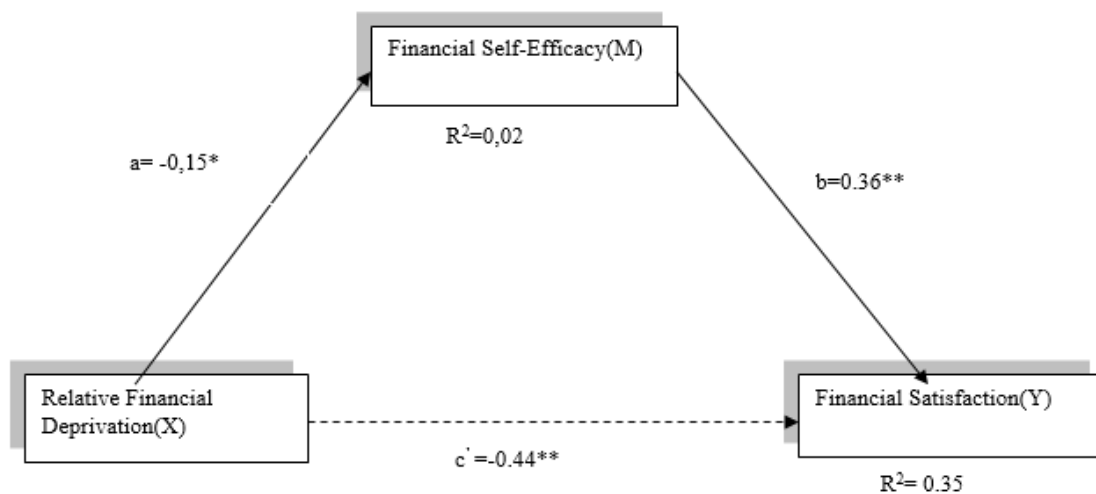 Financial Self-Efficacy(M)
R²=0,02
a= -0,15*
b=0.36**
Relative Financial
Deprivation(X)
Financial Satisfaction(Y)
c'=-0.44**
R²= 0.35